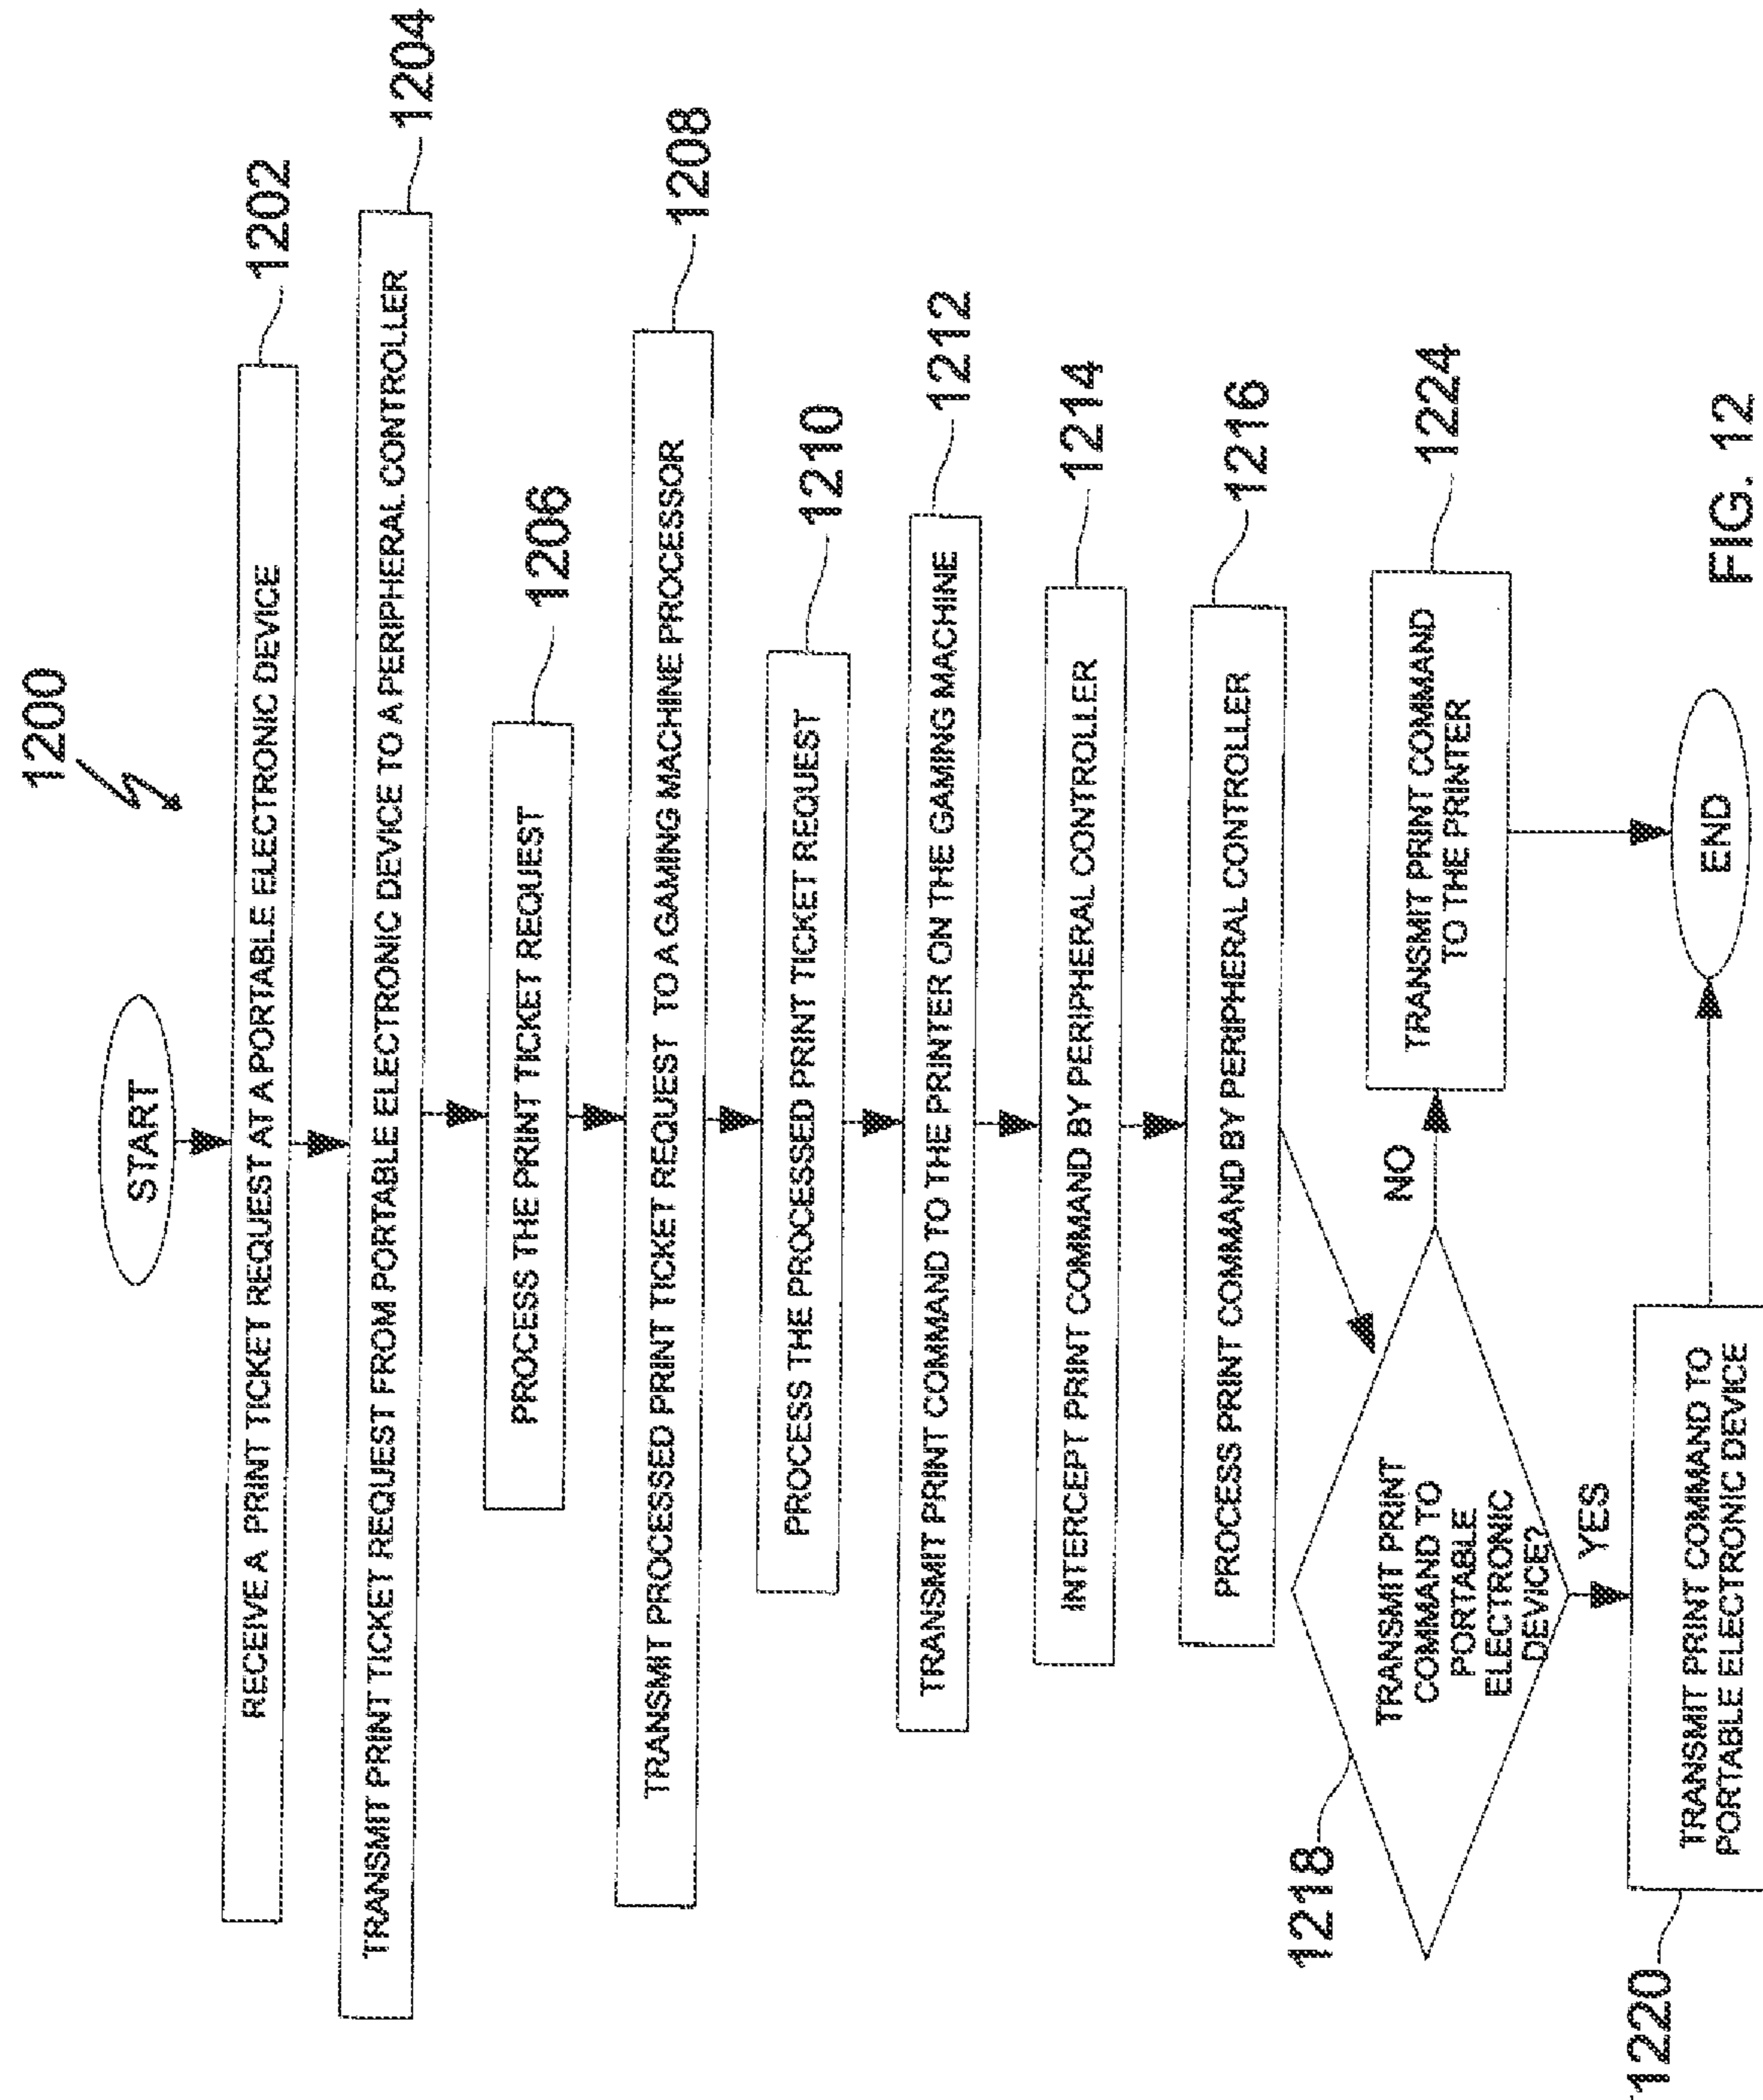 1200
START
RECEIVE A PRINT TICKET REQUEST AT A PORTABLE ELECTRONIC DEVICE
1202
TRANSMIT PRINT TICKET REQUEST FROM PORTABLE ELECTRONIC DEVICE TO A PERIPHERAL CONTROLLER
1204
PROCESS THE PRINT TICKET REQUEST
1206
TRANSMIT PROCESSED PRINT TICKET REQUEST TO A GAMING MACHINE PROCESSOR
1208
PROCESS THE PROCESSED PRINT TICKET REQUEST
1210
TRANSMIT PRINT COMMAND TO THE PRINTER ON THE GAMING MACHINE
1212
INTERCEPT PRINT COMMAND BY PERIPHERAL CONTROLLER
1214
PROCESS PRINT COMMAND BY PERIPHERAL CONTROLLER
1216
1218
TRANSMIT PRINT
COMMAND TO
PORTABLE
ELECTRONIC
DEVICE?
NO
TRANSMIT PRINT COMMAND
TO THE PRINTER
1224
YES
1220
TRANSMIT PRINT COMMAND TO
PORTABLE ELECTRONIC DEVICE
END
FIG. 12